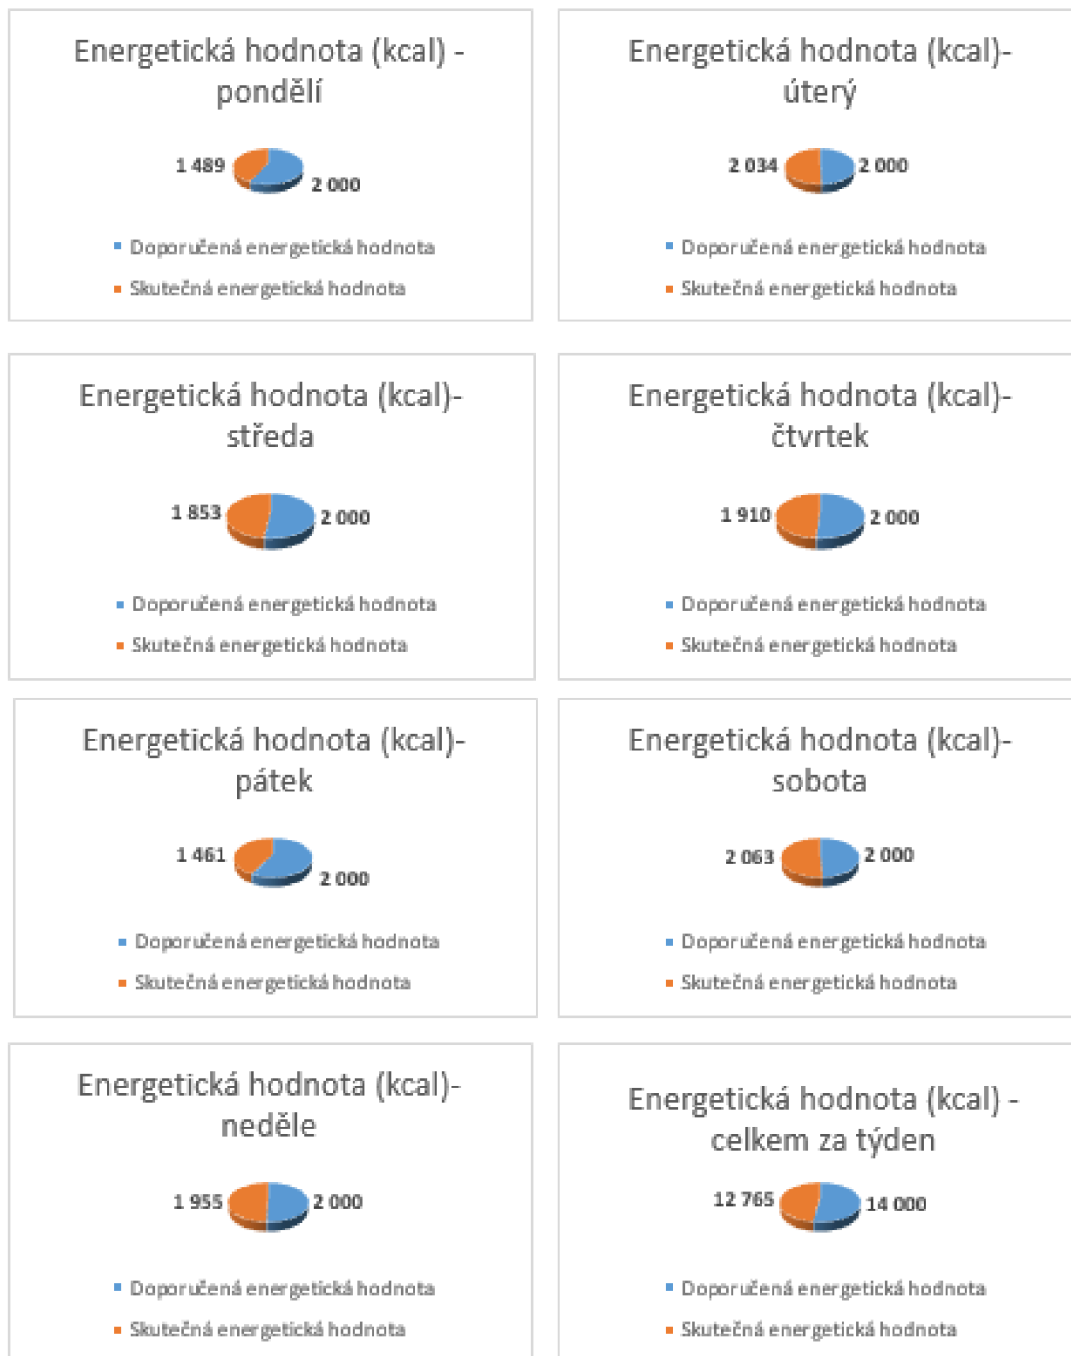 Energetická hodnota (kcal) -
pondělí
1 489
2 000
Doporučená energetická hodnota
Skutečná energetická hodnota
Energetická hodnota (kcal)-
úterý
2 034
2 000
Doporučená energetická hodnota
Skutečná energetická hodnota
Energetická hodnota (kcal)-
středa
1 853
2 000
Doporučená energetická hodnota
Skutečná energetická hodnota
Energetická hodnota (kcal)-
čtvrtek
1 910
2 000
Doporučená energetická hodnota
Skutečná energetická hodnota
Energetická hodnota (kcal)-
pátek
1 461
2 000
Doporučená energetická hodnota
Skutečná energetická hodnota
Energetická hodnota (kcal)-
sobota
2 063
2 000
Doporučená energetická hodnota
Skutečná energetická hodnota
Energetická hodnota (kcal)-
neděle
1 955
2 000
Doporučená energetická hodnota
Skutečná energetická hodnota
Energetická hodnota (kcal) -
celkem za týden
12 765
14 000
Doporučená energetická hodnota
Skutečná energetická hodnota